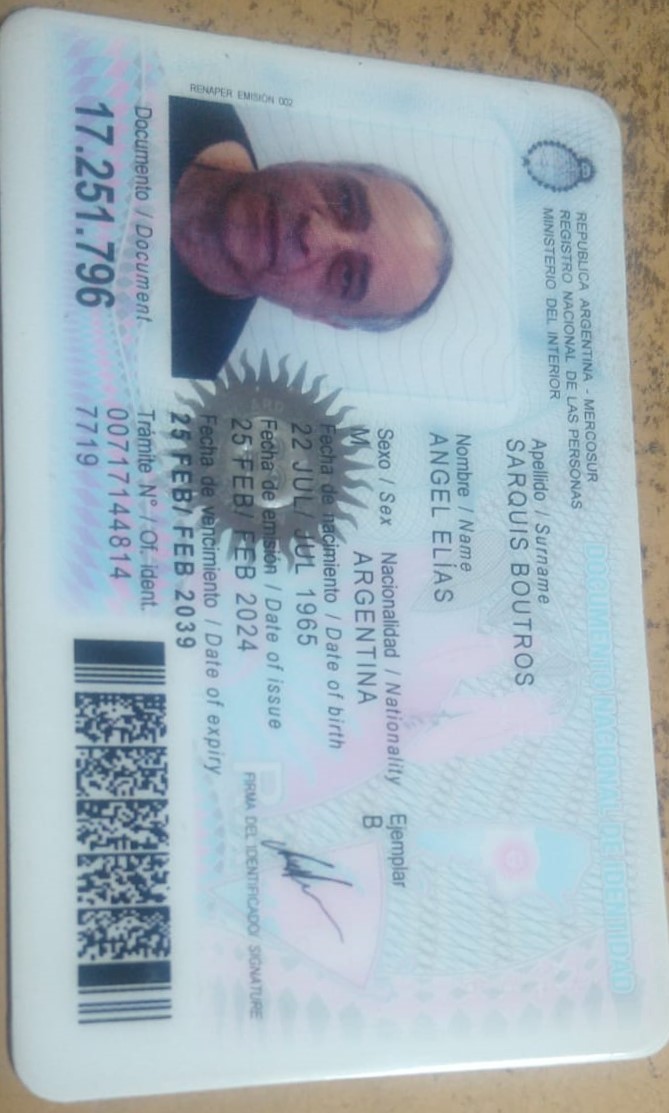 REPUBLICA ARGENTINA - MERCOSUR
REGISTRO NACIONAL DE LAS PERSONAS
MINISTERIO DEL INTERIOR
DOCUMENTO NACIONAL DE IDENTIDAD
Apellido / Surname
SARQUIS BOUTROS
Nombre / Name
ANGEL ELÍAS
Sexo / Sex Nacionalidad / Nationality Ejemplar
M ARGENTINA B
Fecha de nacimiento / Date of birth
22 JUL/ JUL 1965
Fecha de emisión / Date of issue
25 FEB/ FEB 2024
FIRMA DEL IDENTIFICADO/ SIGNATURE
Fecha de vencimiento / Date of expiry
25 FEB/ FEB 2039
RENAPER EMISIÓN 002
Documento / Document
17.251.796
Trámite N° / Of. ident.
00717144814
7719